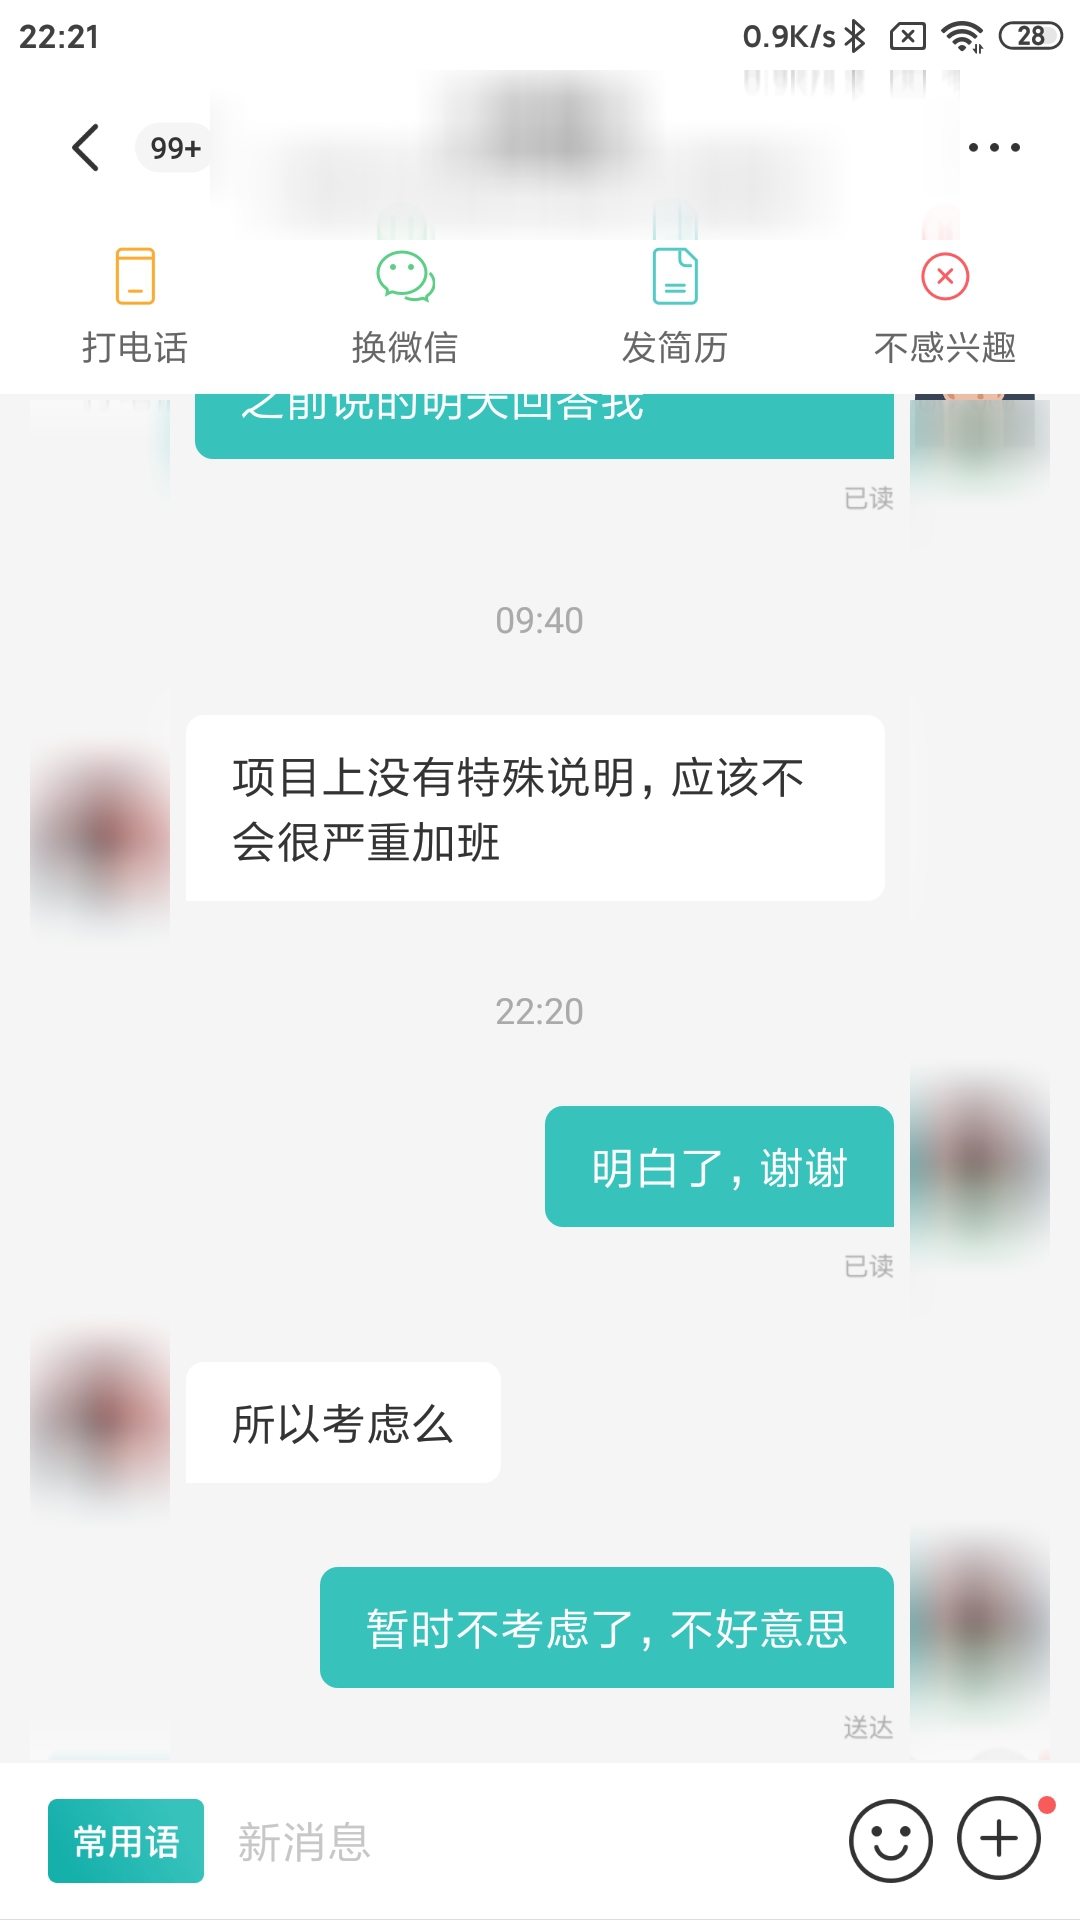 22:21
0.9K/s
28
99+
打电话
换微信
发简历
不感兴趣
之前说的明天回答我
已读
09:40
项目上没有特殊说明,应该不
会很严重加班
22:20
明白了,谢谢
已读
所以考虑么
暂时不考虑了,不好意思
送达
常用语
新消息